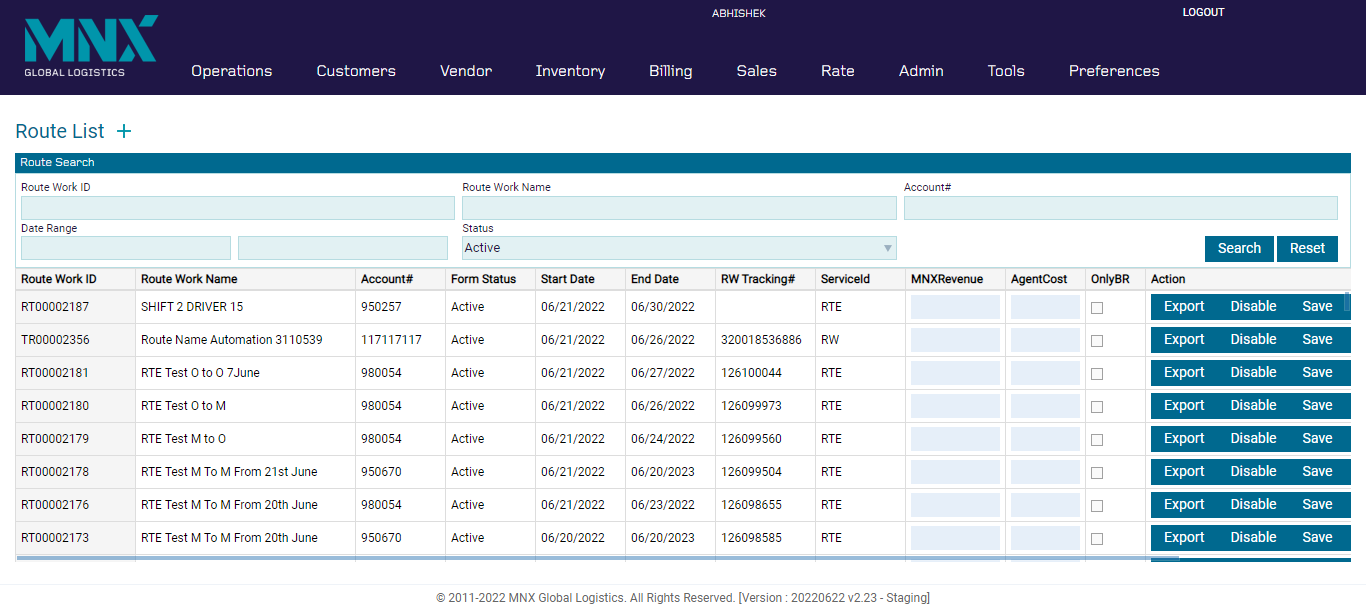 ABHISHEK
LOGOUT
MNX
GLOBAL LOGISTICS
Operations Customers Vendor Inventory Billing Sales Rate Admin Tools Preferences
Route List +
Route Search
Route Work ID Route Work Name Account#
Date Range Status
Active Search Reset
Route Work ID Route Work Name Account# Form Status Start Date End Date RW Tracking# ServiceId MNXRevenue AgentCost OnlyBR Action
RT00002187 SHIFT 2 DRIVER 15 950257 Active 06/21/2022 06/30/2022 RTE Export Disable Save
TR00002356 Route Name Automation 3110539 117117117 Active 06/21/2022 06/26/2022 320018536886 RW Export Disable Save
RT00002181 RTE Test O to O 7June 980054 Active 06/21/2022 06/27/2022 126100044 RTE Export Disable Save
RT00002180 RTE Test O to M 980054 Active 06/21/2022 06/26/2022 126099973 RTE Export Disable Save
RT00002179 RTE Test M to O 980054 Active 06/21/2022 06/24/2022 126099560 RTE Export Disable Save
RT00002178 RTE Test M To M From 21st June 950670 Active 06/21/2022 06/20/2023 126099504 RTE Export Disable Save
RT00002176 RTE Test M To M From 20th June 980054 Active 06/21/2022 06/23/2022 126098655 RTE Export Disable Save
RT00002173 RTE Test M To M From 20th June 950670 Active 06/20/2022 06/20/2023 126098585 RTE Export Disable Save
© 2011-2022 MNX Global Logistics. All Rights Reserved. [Version : 20220622 v2.23 - Staging]